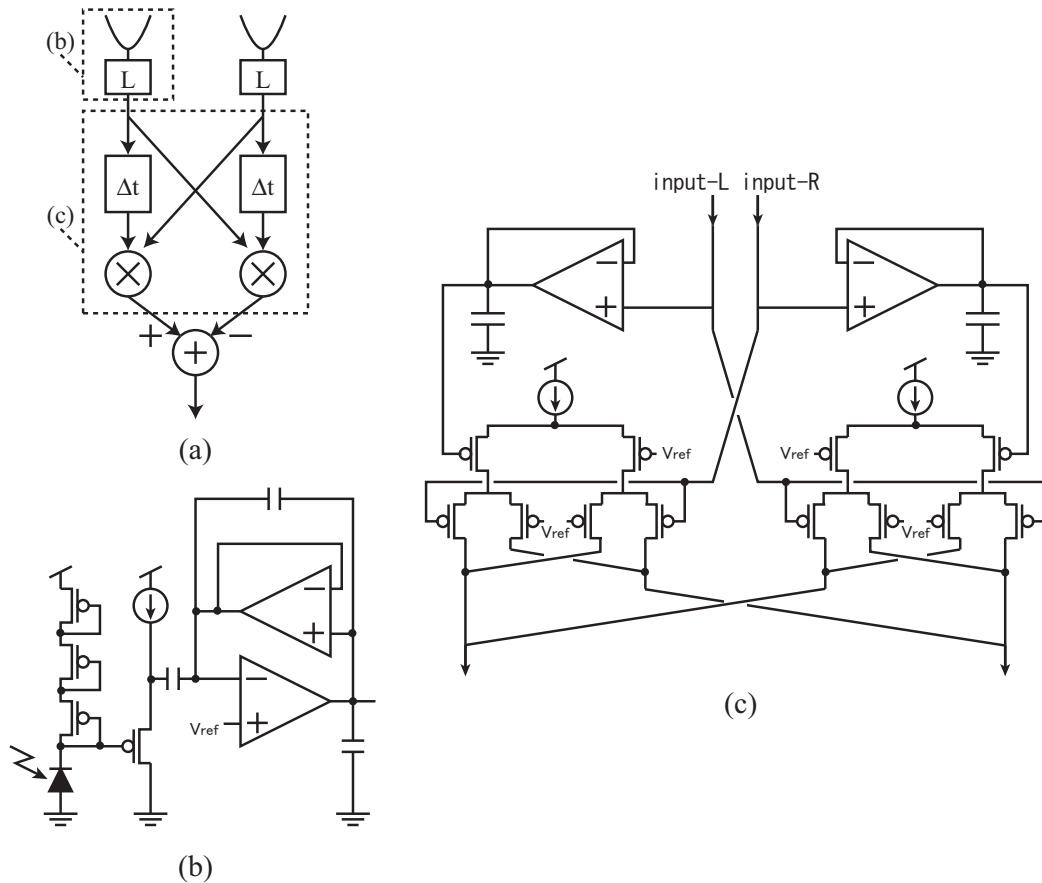 (b)
L
L
(c)
Δt
Δt
+
−
+
(a)
input-L
input-R
−
+
−
+
Vref
Vref
Vref
Vref
(c)
−
+
−
+
Vref
(b)